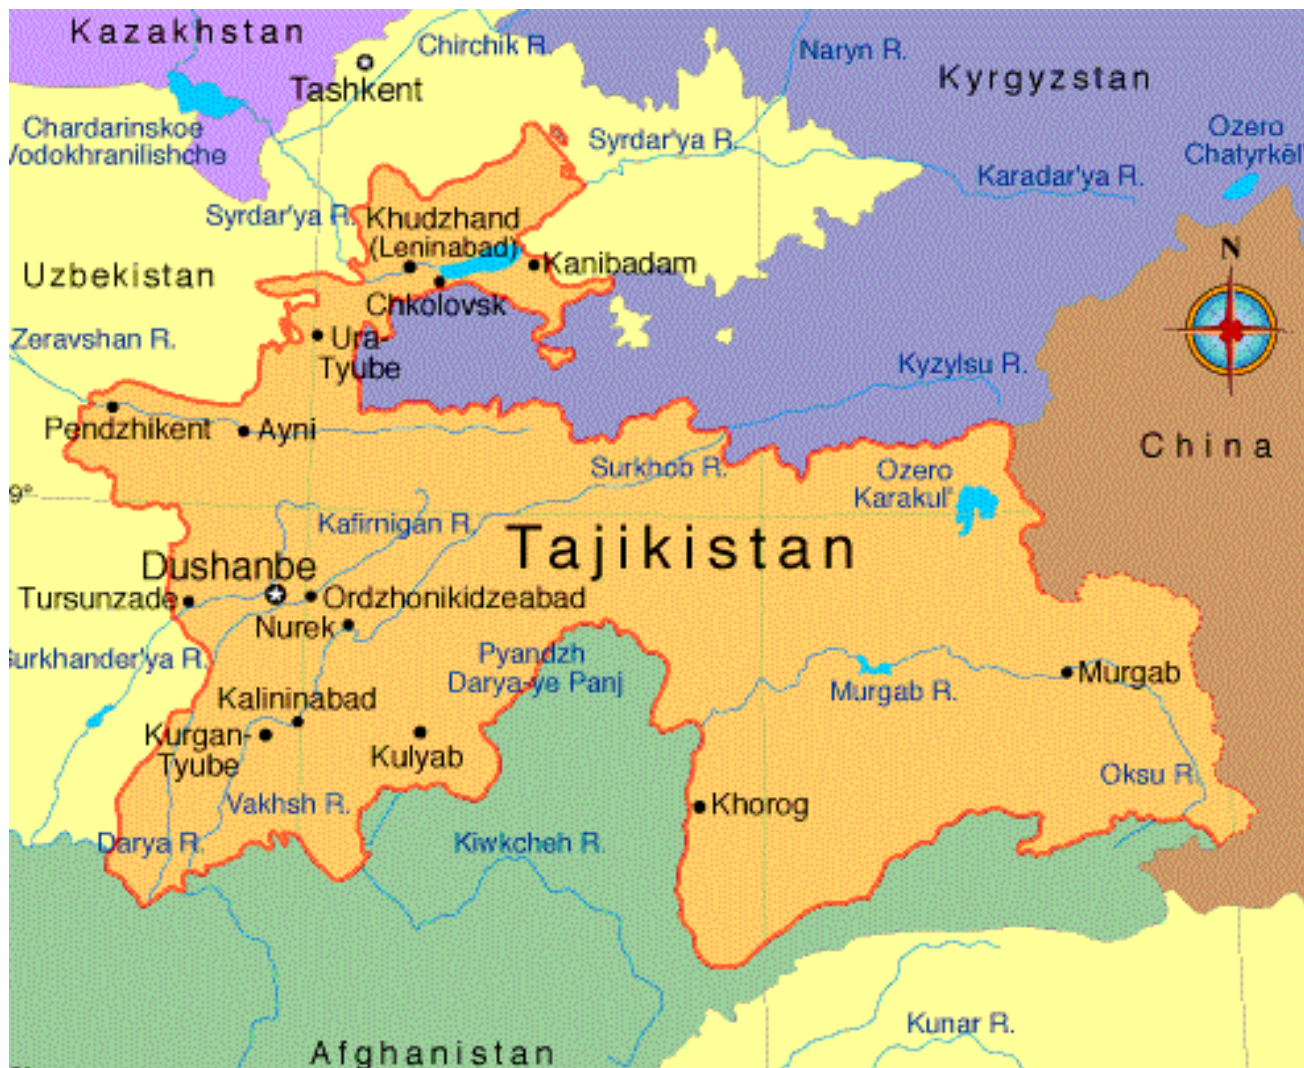 Kazakhstan
Chirchik R.
Naryn R.
Kyrgyzstan
Tashkent
Chardarinskoe
Vodokhranilishche
Syrdar'ya R.
Ozero
Chatyrkël'
Karadar'ya R.
Syrdar'ya R.
Khudzhand
(Leninabad)
N
Uzbekistan
Kanibadam
Chkolovsk
Zeravshan R.
Ura-
Tyube
Kyzylsu R.
Pendzhikent
Ayni
China
Surkhob R.
Ozero
Karakul'
9°
Kafirnigan R.
Tajikistan
Dushanbe
Tursunzade
Ordzhonikidzeabad
Nurek
Surkhander'ya R.
Pyandzh
Darya-ye Panj
Murgab
Murgab R.
Kalininabad
Kurgan-
Tyube
Kulyab
Oksu R.
Vakhsh R.
Khorog
Darya R.
Kiwkcheh R.
Kunar R.
Afghanistan